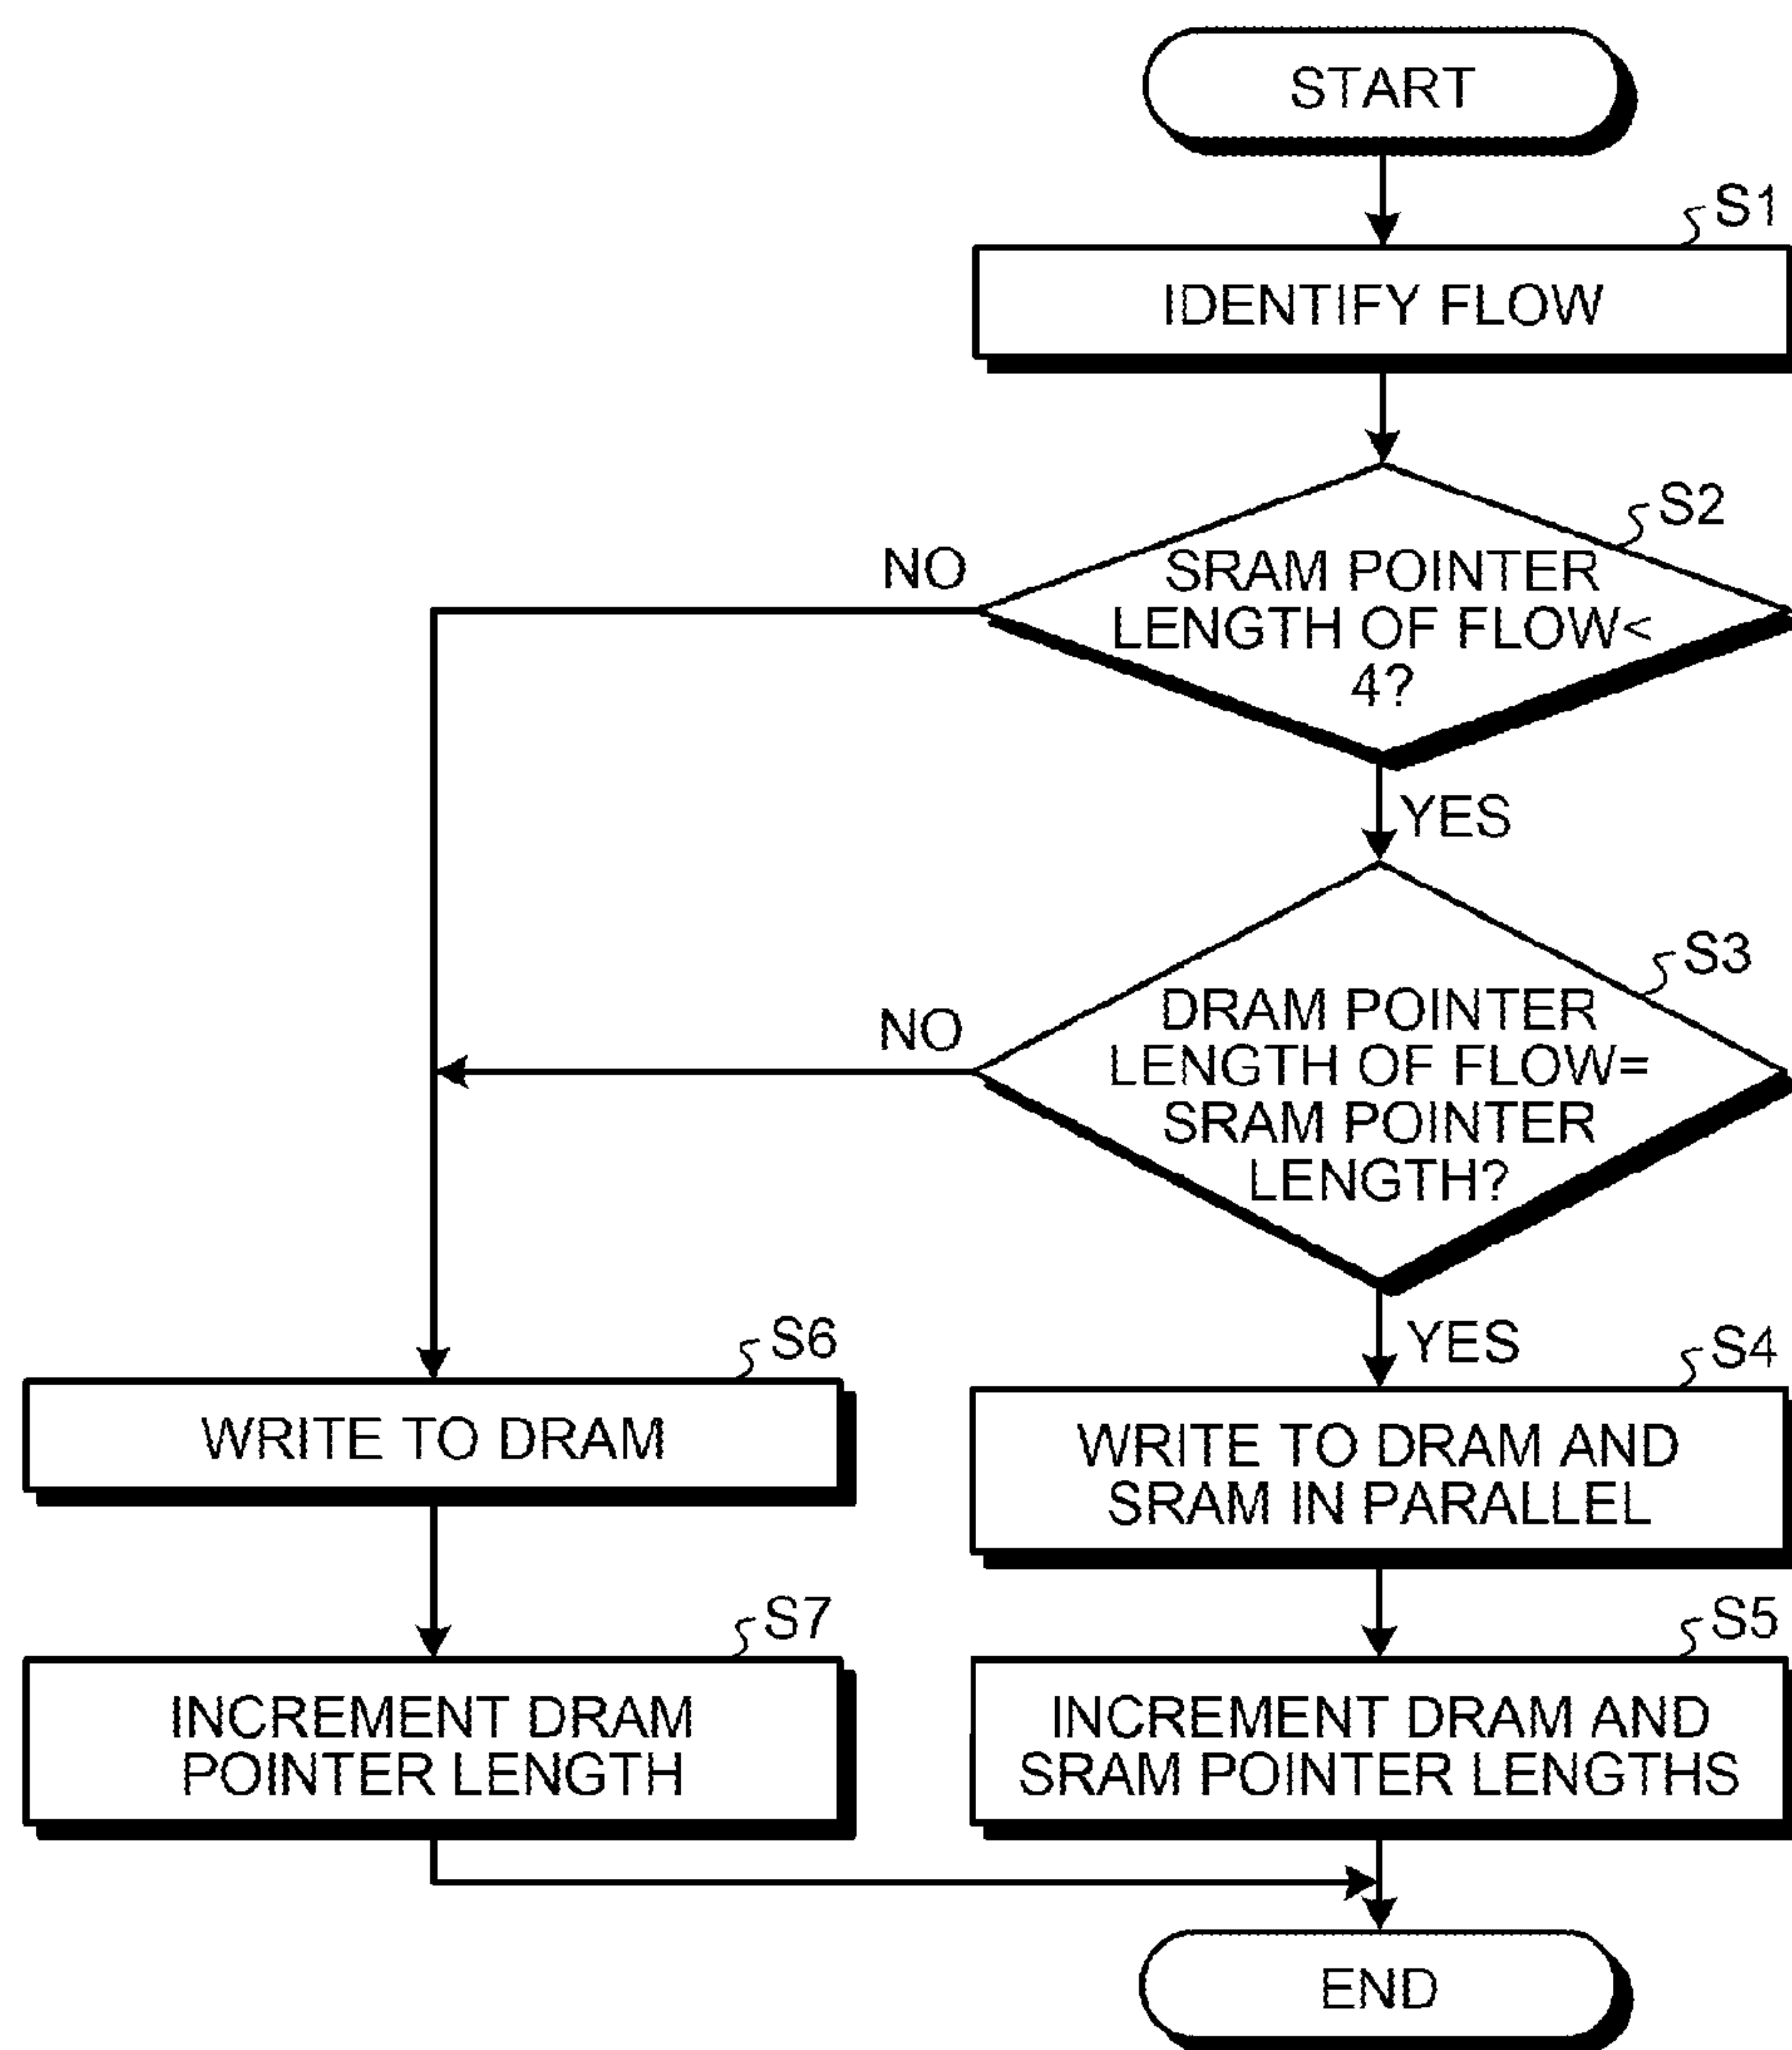 START
S1
IDENTIFY FLOW
S2
NO
SRAM POINTER
LENGTH OF FLOW<
4?
YES
S3
NO
DRAM POINTER
LENGTH OF FLOW=
SRAM POINTER
LENGTH?
YES
S6
S4
WRITE TO DRAM
WRITE TO DRAM AND
SRAM IN PARALLEL
S7
S5
INCREMENT DRAM
POINTER LENGTH
INCREMENT DRAM AND
SRAM POINTER LENGTHS
END